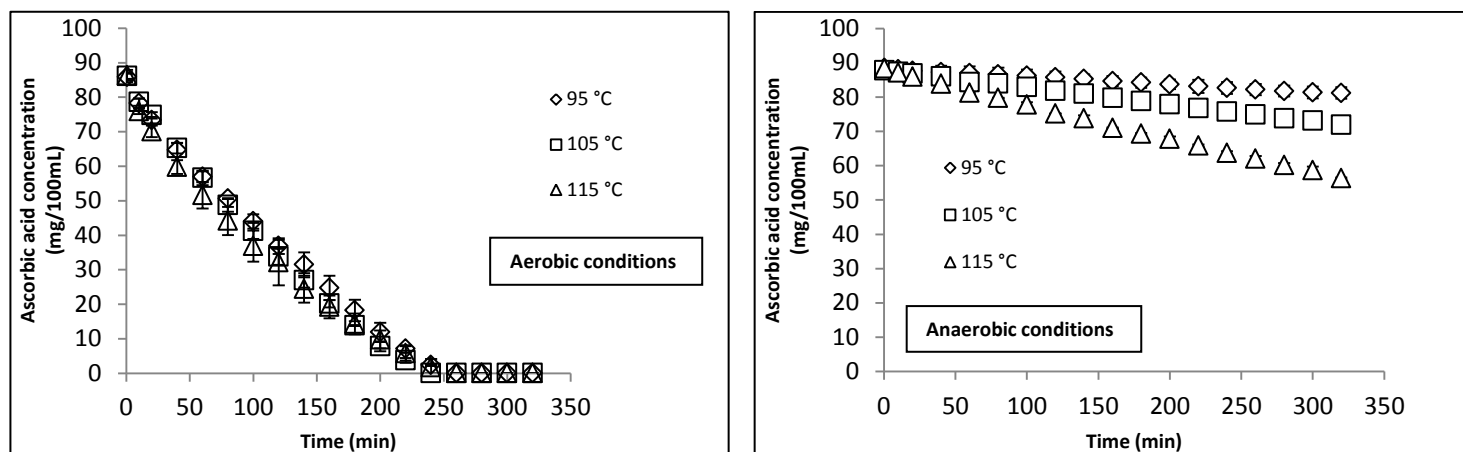 Ascorbic acid concentration
(mg/100mL)
100
90
80
70
60
50
40
30
20
10
0
0 50 100 150 200 250 300 350
Time (min)
95 °C
105 °C
115 °C
Aerobic conditions
Ascorbic acid concentration
(mg/100mL)
100
90
80
70
60
50
40
30
20
10
0
0 50 100 150 200 250 300 350
Time (min)
95 °C
105 °C
115 °C
Anaerobic conditions